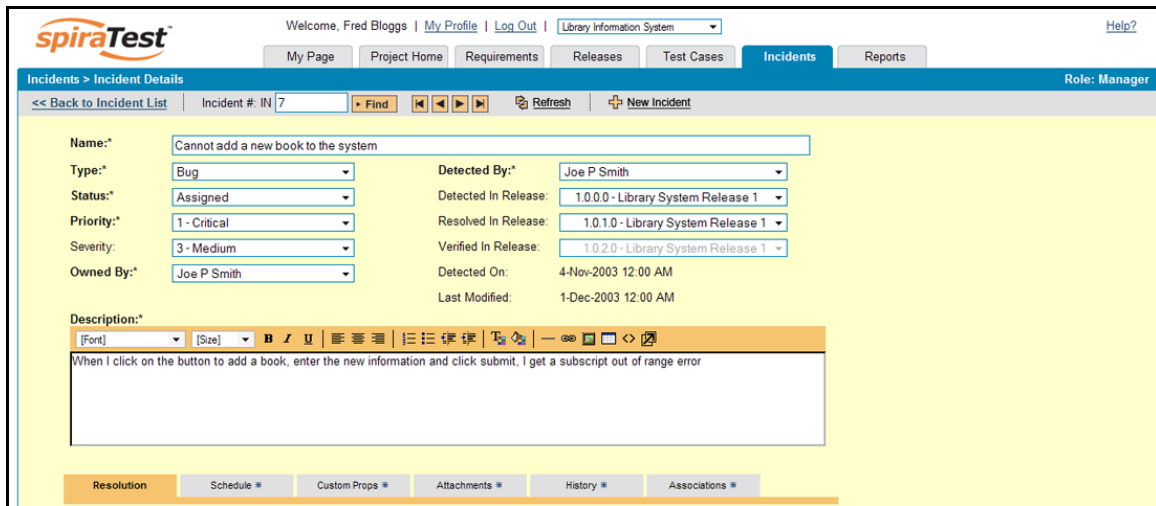 spiraTest
Welcome, Fred Bloggs | My Profile | Log Out | Library Information System Help?
My Page Project Home Requirements Releases Test Cases Incidents Reports
Incidents > Incident Details Role: Manager
<< Back to Incident List Incident #: IN 7 Find Refresh New Incident
Name:* Cannot add a new book to the system
Type:* Bug Detected By:* Joe P Smith
Status:* Assigned Detected In Release: 1.0.0.0 - Library System Release 1
Priority:* 1 - Critical Resolved In Release: 1.0.1.0 - Library System Release 1
Severity: 3 - Medium Verified In Release: 1.0.2.0 - Library System Release 1
Owned By:* Joe P Smith Detected On: 4-Nov-2003 12:00 AM
Last Modified: 1-Dec-2003 12:00 AM
Description:*
[Font] [Size] B I U
When I click on the button to add a book, enter the new information and click submit, I get a subscript out of range error
Resolution Schedule * Custom Props * Attachments * History * Associations *